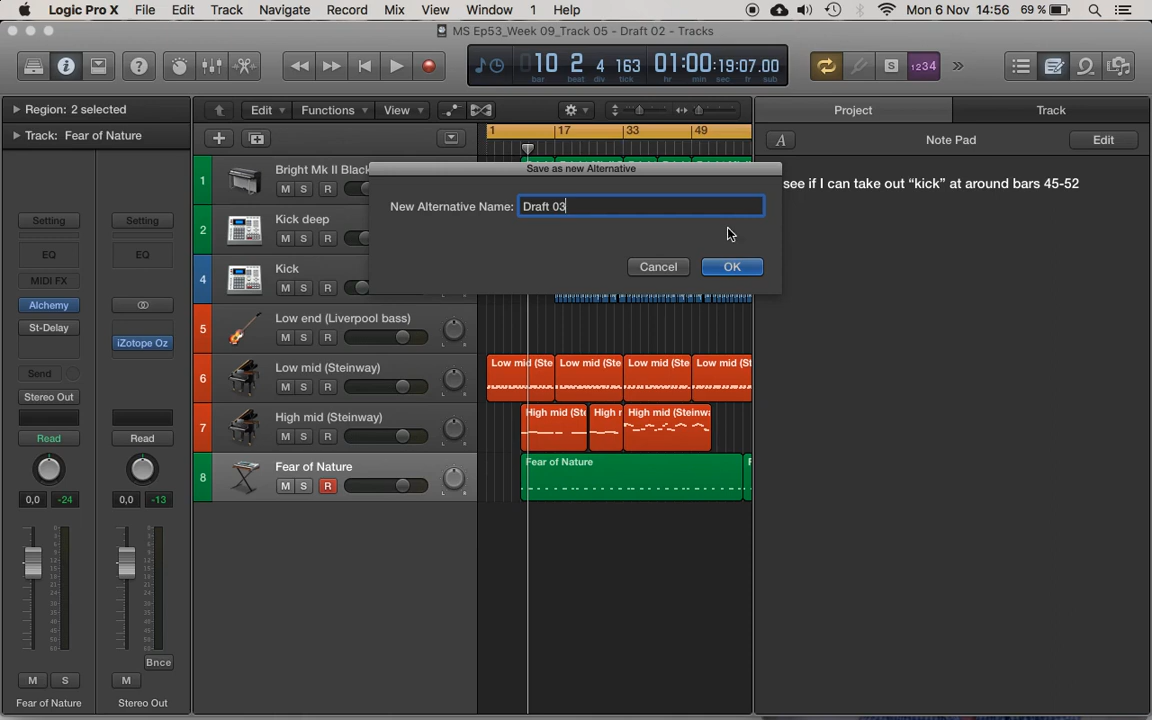 Logic Pro X File Edit Track Navigate Record Mix View Window 1 Help Mon 6 Nov 14:56 69 %
MS Ep53_Week 09_Track 05 - Draft 02 - Tracks
10 2 4 163 01:00:19:07.00
bar beat div tick hr min sec fr sub
S 1234
Region: 2 selected
Edit Functions View
Project Track
Track: Fear of Nature
1 17 33 49
A Note Pad Edit
Save as new Alternative
1 Bright Mk II Black
M S R
see if I can take out “kick” at around bars 45-52
New Alternative Name: Draft 03
Cancel OK
2 Kick deep
M S R
4 Kick
M S R
5 Low end (Liverpool bass)
M S R
L R
6 Low mid (Steinway)
M S R
L R
Low mid (Ste Low mid (Ste Low mid (Ste Low mid (St
7 High mid (Steinway)
M S R
L R
High mid (Ste High m High mid (Steinwa
8 Fear of Nature
M S R
L R
Fear of Nature F
Setting Setting
EQ EQ
MIDI FX
Alchemy
St-Delay iZotope Oz
Send
Stereo Out
Read Read
0,0 -24 0,0 -13
Bnce
M S M
Fear of Nature Stereo Out